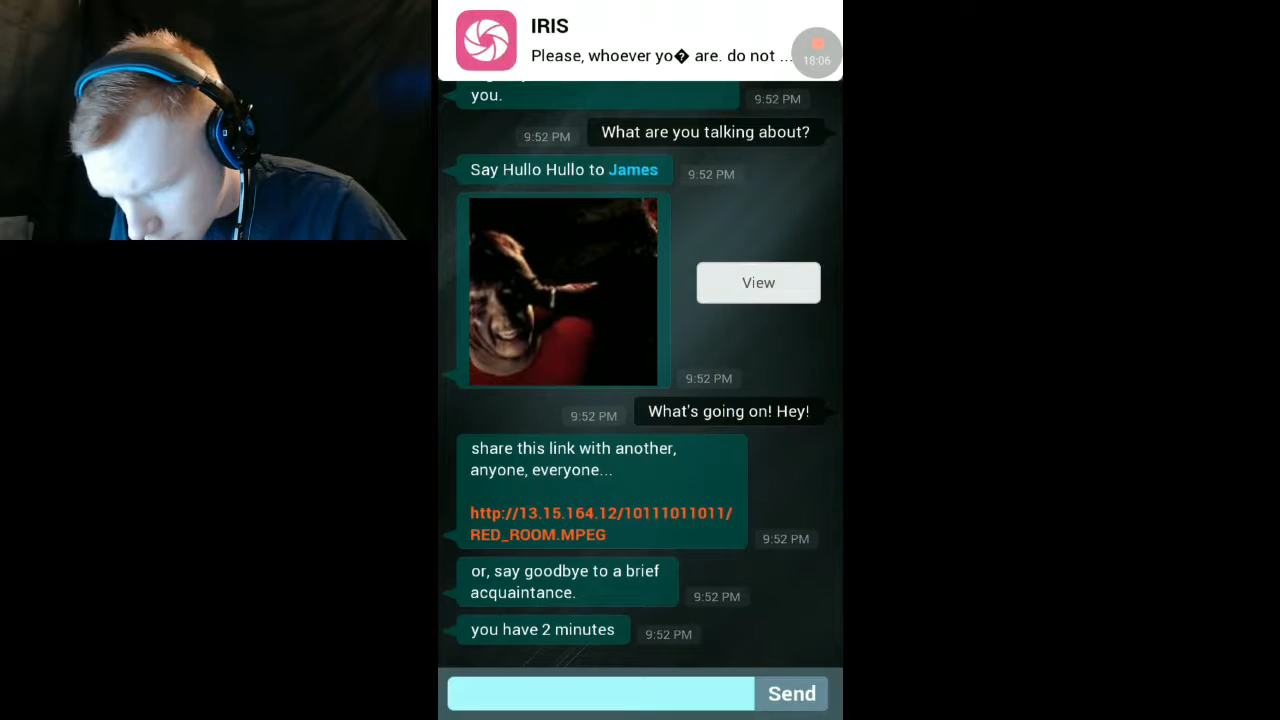 IRIS
Please, whoever yo� are. do not ...
18:06
you.
9:52 PM
What are you talking about?
9:52 PM
Say Hullo Hullo to James
9:52 PM
View
9:52 PM
What's going on! Hey!
9:52 PM
share this link with another,
anyone, everyone...
http://13.15.164.12/10111011011/
RED_ROOM.MPEG
9:52 PM
or, say goodbye to a brief
acquaintance.
9:52 PM
you have 2 minutes
9:52 PM
Send